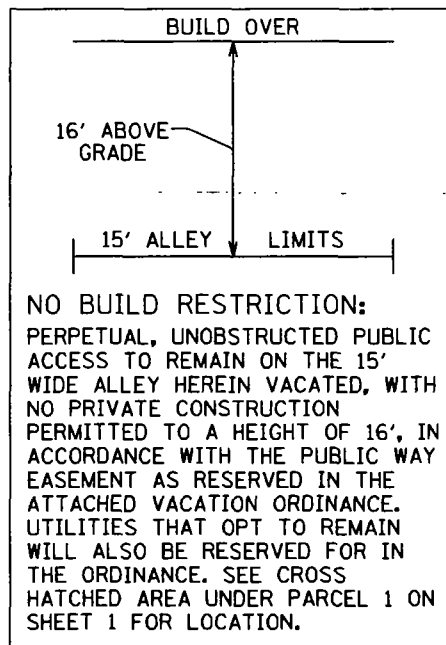 BUILD OVER
16' ABOVE
GRADE
15' ALLEY LIMITS
NO BUILD RESTRICTION:
PERPETUAL, UNOBSTRUCTED PUBLIC
ACCESS TO REMAIN ON THE 15'
WIDE ALLEY HEREIN VACATED, WITH
NO PRIVATE CONSTRUCTION
PERMITTED TO A HEIGHT OF 16', IN
ACCORDANCE WITH THE PUBLIC WAY
EASEMENT AS RESERVED IN THE
ATTACHED VACATION ORDINANCE.
UTILITIES THAT OPT TO REMAIN
WILL ALSO BE RESERVED FOR IN
THE ORDINANCE. SEE CROSS
HATCHED AREA UNDER PARCEL 1 ON
SHEET 1 FOR LOCATION.